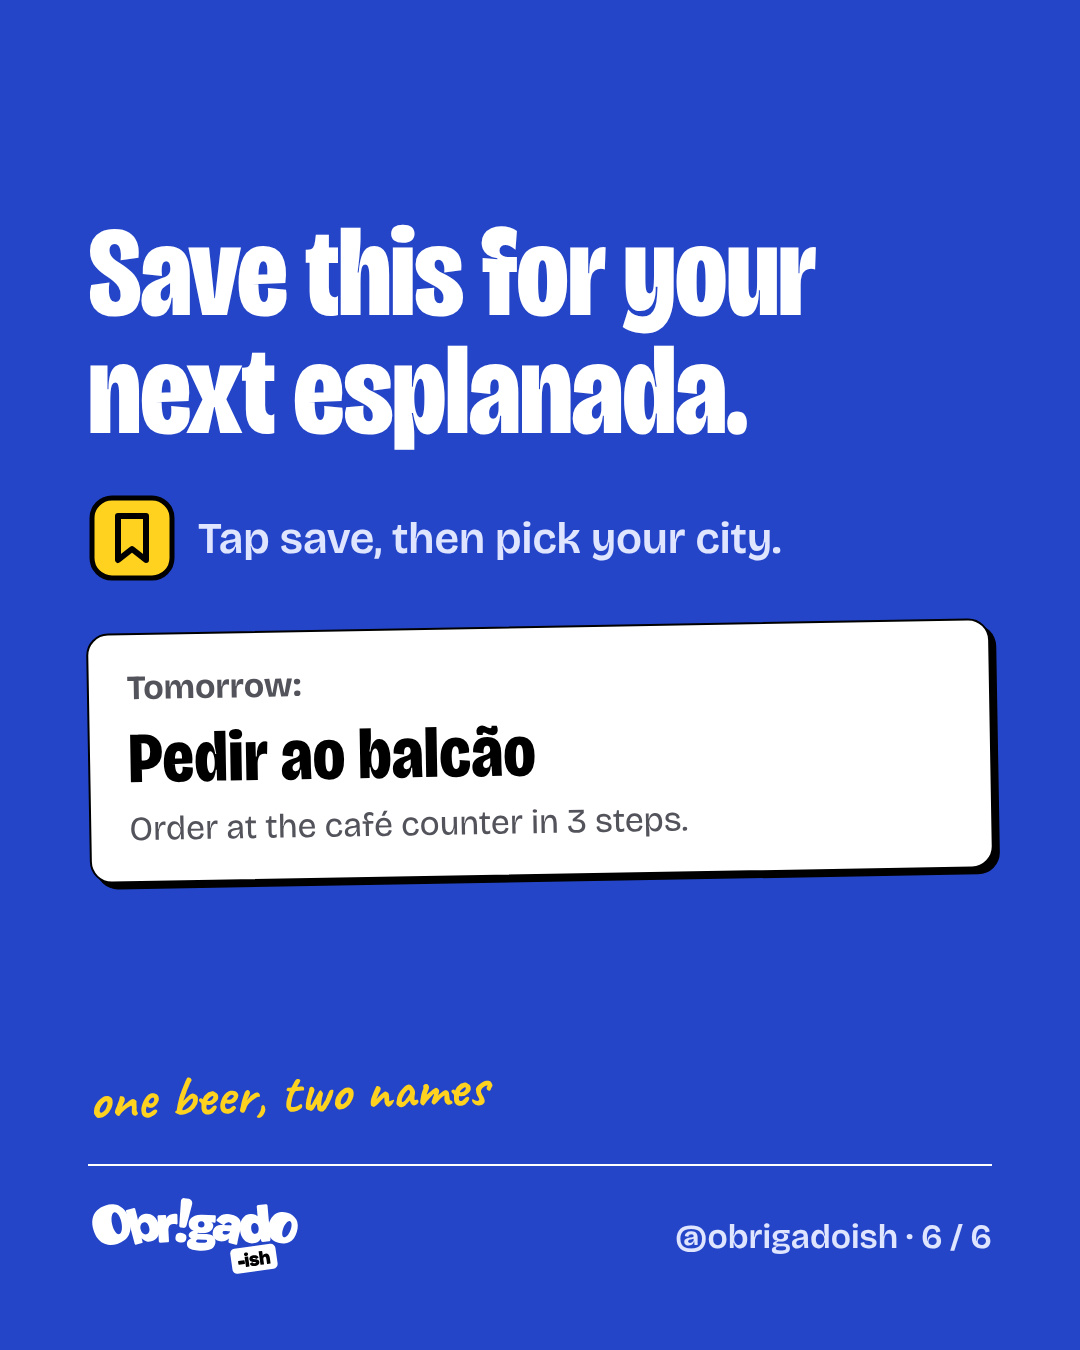 Save this for your
next esplanada.
Tap save, then pick your city.
Tomorrow:
Pedir ao balcão
Order at the café counter in 3 steps.
one beer, two names
Obr!gado
-ish
@obrigadoish · 6 / 6